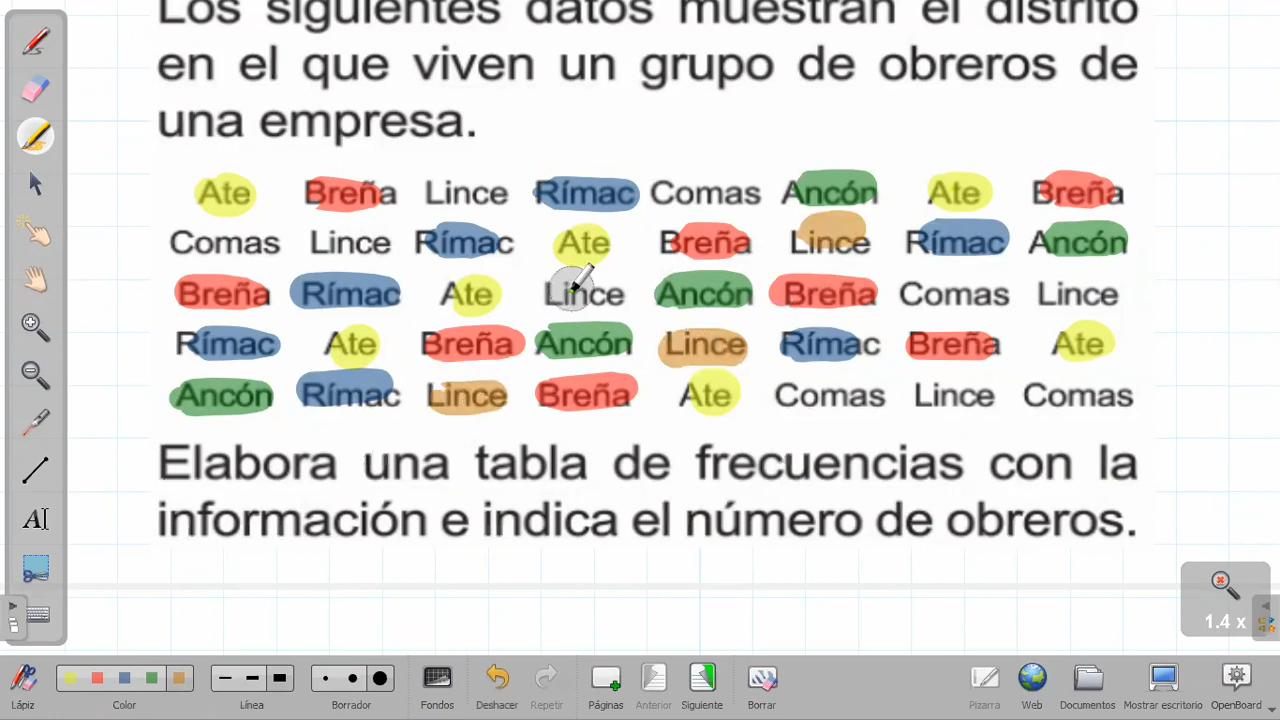 Los siguientes datos muestran el distrito
en el que viven un grupo de obreros de
una empresa.
Ate Breña Lince Rímac Comas Ancón Ate Breña
Comas Lince Rímac Ate Breña Lince Rímac Ancón
Breña Rímac Ate Lince Ancón Breña Comas Lince
Rímac Ate Breña Ancón Lince Rímac Breña Ate
Ancón Rímac Lince Breña Ate Comas Lince Comas
Elabora una tabla de frecuencias con la
información e indica el número de obreros.
1.4 x
Lápiz Color Línea Borrador Fondos Deshacer Repetir Páginas Anterior Siguiente Borrar Pizarra Web Documentos Mostrar escritorio OpenBoard